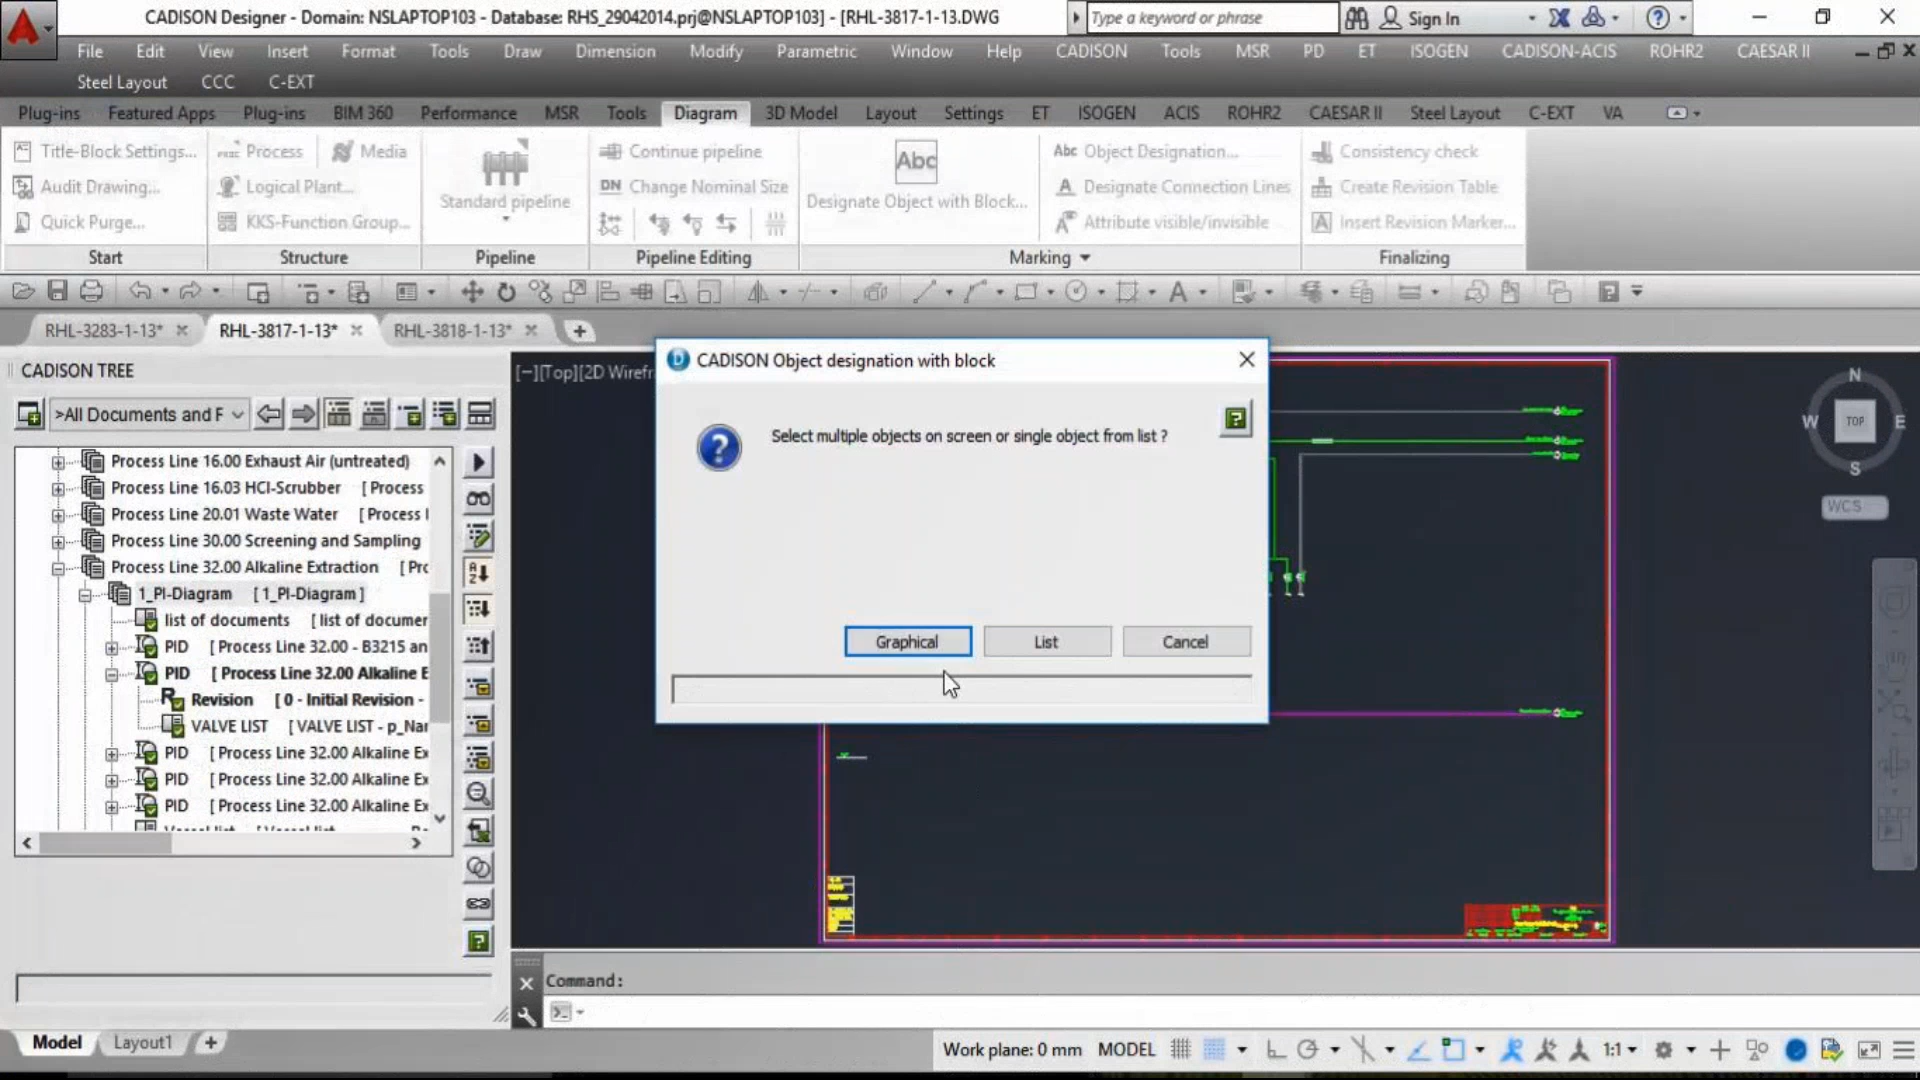 CADISON Designer - Domain: NSLAPTOP103 - Database: RHS_29042014.prj@NSLAPTOP103] - [RHL-3817-1-13.DWG
Type a keyword or phrase
Sign In
File Edit View Insert Format Tools Draw Dimension Modify Parametric Window Help CADISON Tools MSR PD ET ISOGEN CADISON-ACIS ROHR2 CAESAR II
Steel Layout CCC C-EXT
Plug-ins Featured Apps Plug-ins BIM 360 Performance MSR Tools Diagram 3D Model Layout Settings ET ISOGEN ACIS ROHR2 CAESAR II Steel Layout C-EXT VA
Title-Block Settings...
Audit Drawing...
Quick Purge...
Start
Process Media
Logical Plant...
KKS-Function Group...
Structure
Standard pipeline
Pipeline
Continue pipeline
DN Change Nominal Size
Pipeline Editing
Abc
Designate Object with Block...
Abc Object Designation...
A Designate Connection Lines
Attribute visible/invisible
Marking
Consistency check
Create Revision Table
A Insert Revision Marker...
Finalizing
RHL-3283-1-13*
RHL-3817-1-13*
RHL-3818-1-13*
CADISON TREE
>All Documents and F
Process Line 16.00 Exhaust Air (untreated)
Process Line 16.03 HCI-Scrubber [ Process
Process Line 20.01 Waste Water [ Process I
Process Line 30.00 Screening and Sampling
Process Line 32.00 Alkaline Extraction [ Prc
1_PI-Diagram [ 1_PI-Diagram ]
list of documents [ list of documer
PID [ Process Line 32.00 - B3215 an
PID [ Process Line 32.00 Alkaline E
Revision [ 0 - Initial Revision -
VALVE LIST [ VALVE LIST - p_Nar
PID [ Process Line 32.00 Alkaline Ex
PID [ Process Line 32.00 Alkaline Ex
PID [ Process Line 32.00 Alkaline Ex
[−][Top][2D Wirefr
CADISON Object designation with block
Select multiple objects on screen or single object from list ?
Graphical
List
Cancel
N
W TOP E
S
WCS
Command:
Model
Layout1
Work plane: 0 mm MODEL
1:1